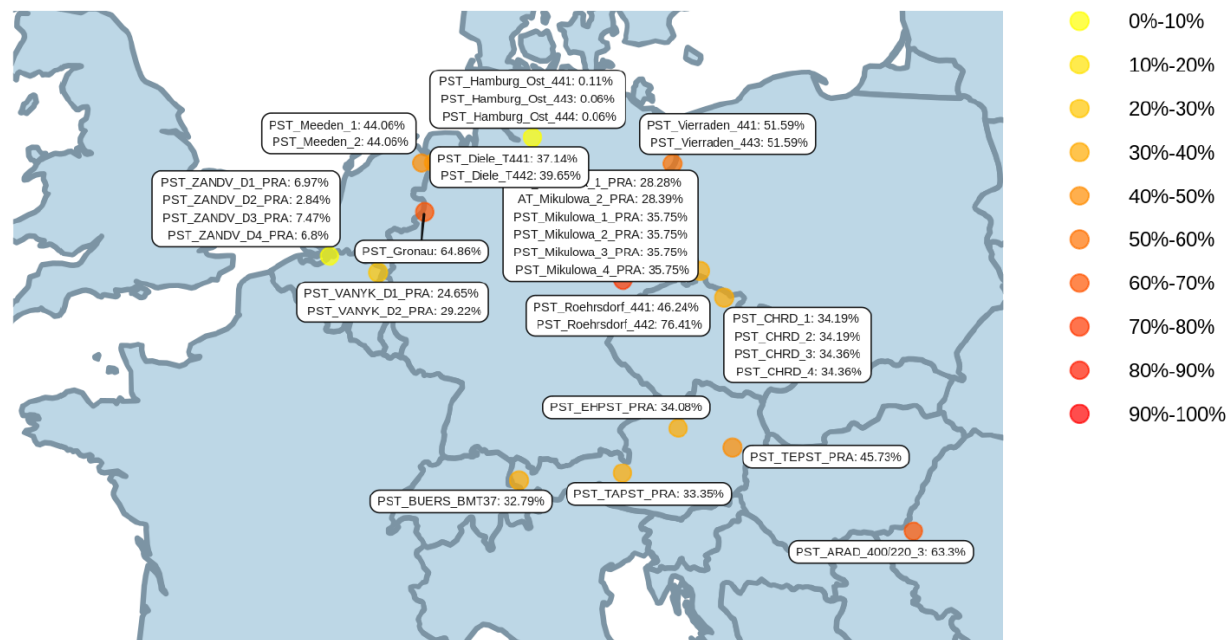 PST_Hamburg_Ost_441: 0.11%
PST_Hamburg_Ost_443: 0.06%
PST_Hamburg_Ost_444: 0.06%
PST_Meeden_1: 44.06%
PST_Meeden_2: 44.06%
PST_Vierraden_441: 51.59%
PST_Vierraden_443: 51.59%
PST_Diele_T441: 37.14%
PST_Diele_T442: 39.65%
PST_ZANDV_D1_PRA: 6.97%
PST_ZANDV_D2_PRA: 2.84%
PST_ZANDV_D3_PRA: 7.47%
PST_ZANDV_D4_PRA: 6.8%
_1_PRA: 28.28%
AT_Mikulowa_2_PRA: 28.39%
PST_Mikulowa_1_PRA: 35.75%
PST_Mikulowa_2_PRA: 35.75%
PST_Mikulowa_3_PRA: 35.75%
PST_Mikulowa_4_PRA: 35.75%
PST_Gronau: 64.86%
PST_VANYK_D1_PRA: 24.65%
PST_VANYK_D2_PRA: 29.22%
PST_Roehrsdorf_441: 46.24%
PST_Roehrsdorf_442: 76.41%
PST_CHRD_1: 34.19%
PST_CHRD_2: 34.19%
PST_CHRD_3: 34.36%
PST_CHRD_4: 34.36%
PST_EHPST_PRA: 34.08%
PST_TEPST_PRA: 45.73%
PST_BUERS_BMT37: 32.79%
PST_TAPST_PRA: 33.35%
PST_ARAD_400/220_3: 63.3%
0%-10%
10%-20%
20%-30%
30%-40%
40%-50%
50%-60%
60%-70%
70%-80%
80%-90%
90%-100%